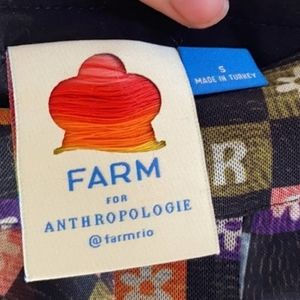 FARM
FOR
ANTHROPOLOGIE
@farmrio
S
MADE IN TURKEY
R